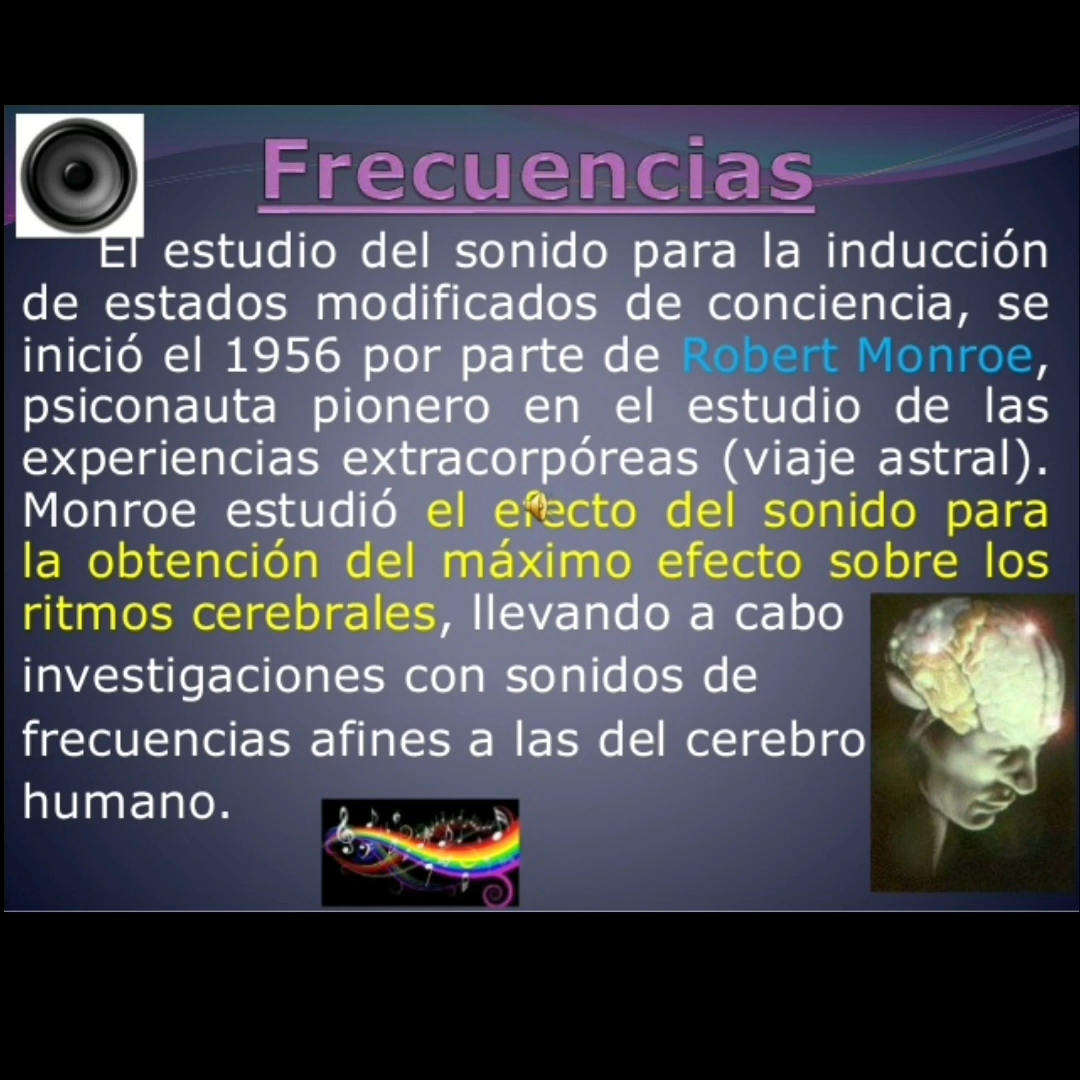 Frecuencias
El estudio del sonido para la inducción
de estados modificados de conciencia, se
inició el 1956 por parte de Robert Monroe,
psiconauta pionero en el estudio de las
experiencias extracorpóreas (viaje astral).
Monroe estudió el efecto del sonido para
la obtención del máximo efecto sobre los
ritmos cerebrales, llevando a cabo
investigaciones con sonidos de
frecuencias afines a las del cerebro
humano.